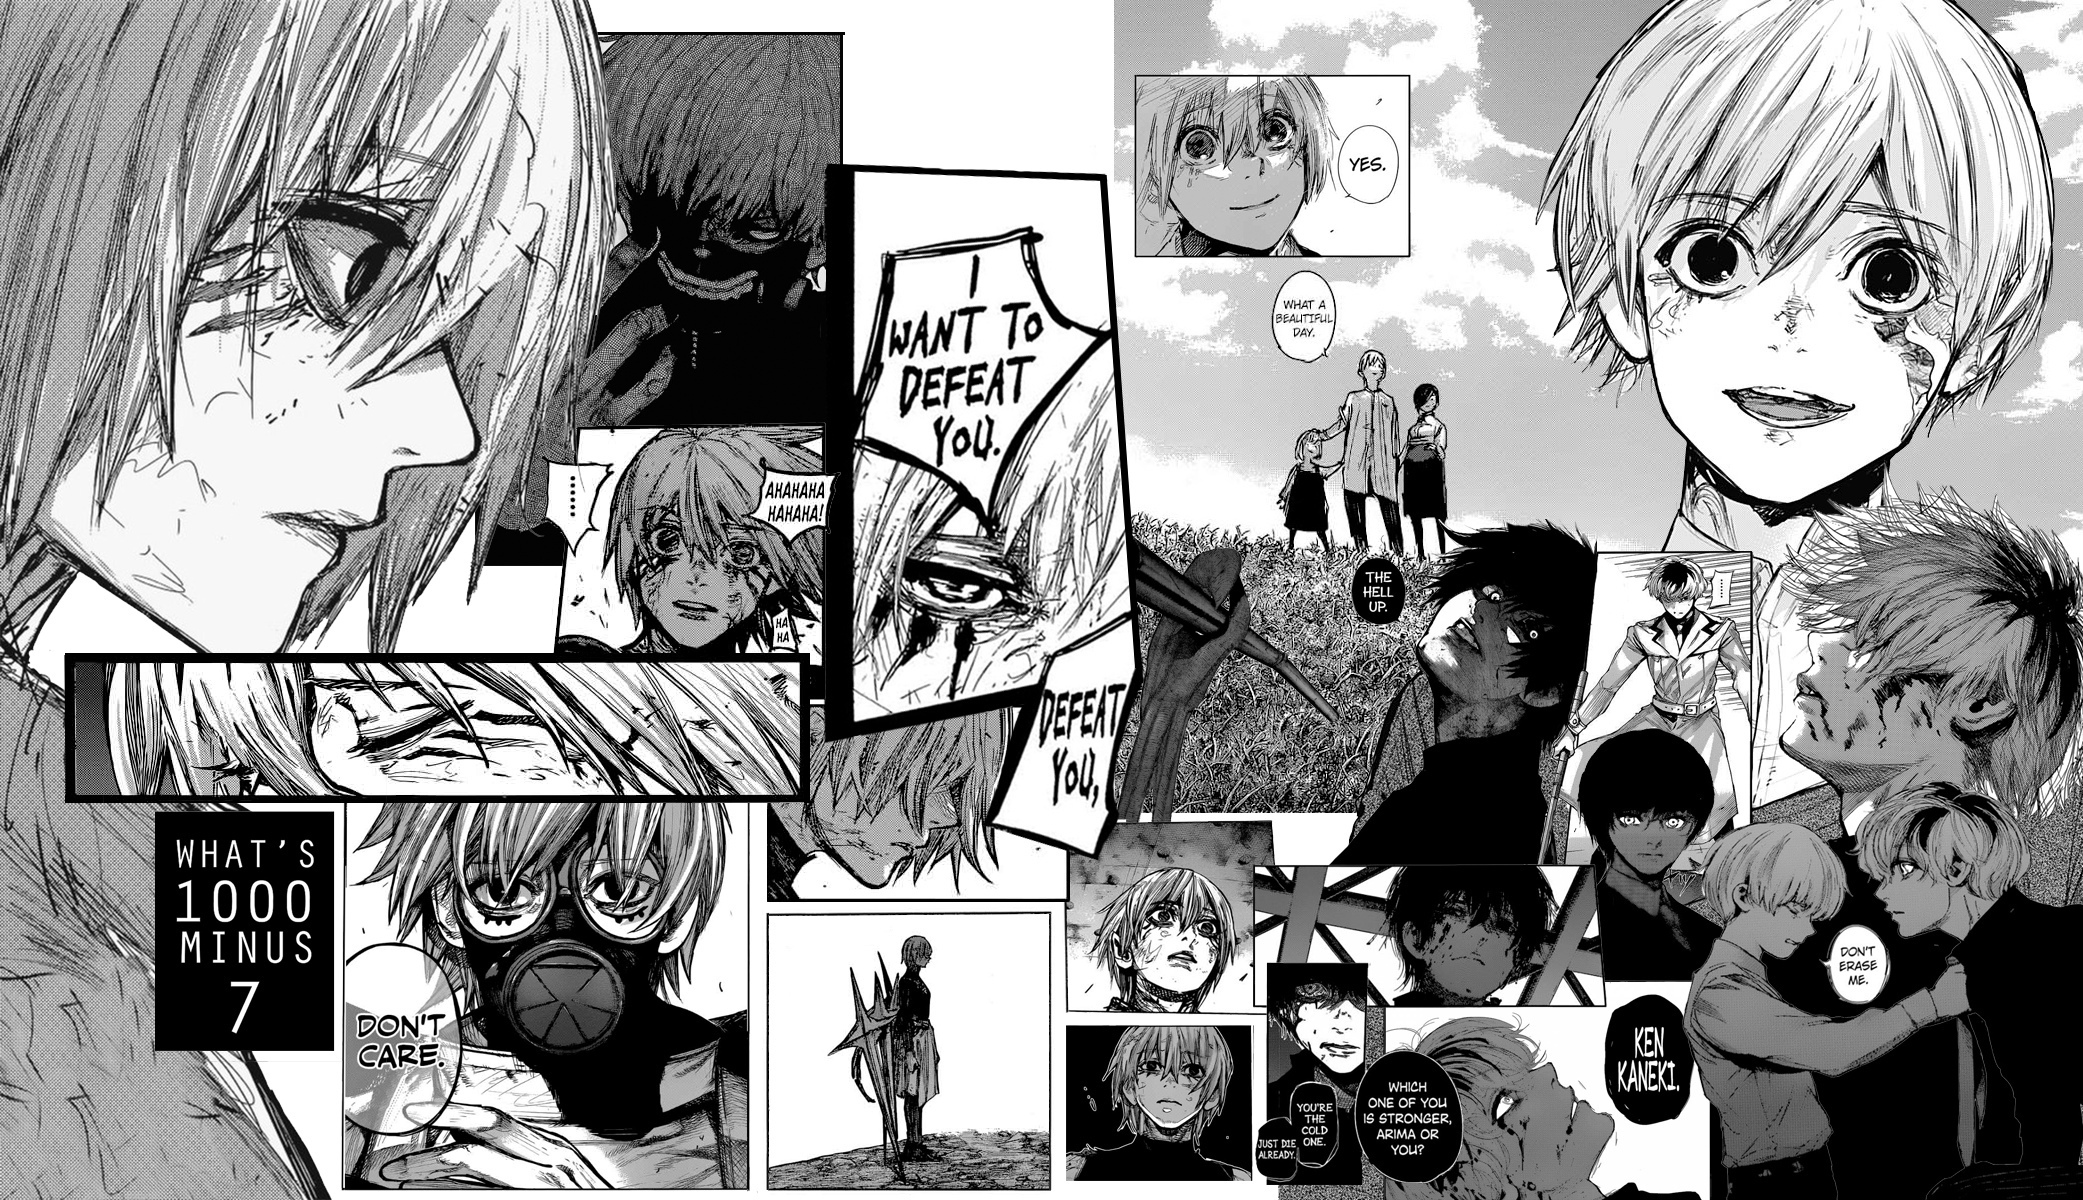 .......
AHAHAHA
HAHAHA!
HA
HA
I
WANT TO
DEFEAT
YOU.
DEFEAT
YOU,
WHAT'S
1000
MINUS
7
DON'T
CARE.
YES.
WHAT A
BEAUTIFUL
DAY.
THE
HELL
UP.
.......
DON'T
ERASE
ME.
KEN
KANEKI.
WHICH
ONE OF YOU
IS STRONGER,
ARIMA OR
YOU?
YOU'RE
THE
COLD
ONE.
JUST DIE
ALREADY.